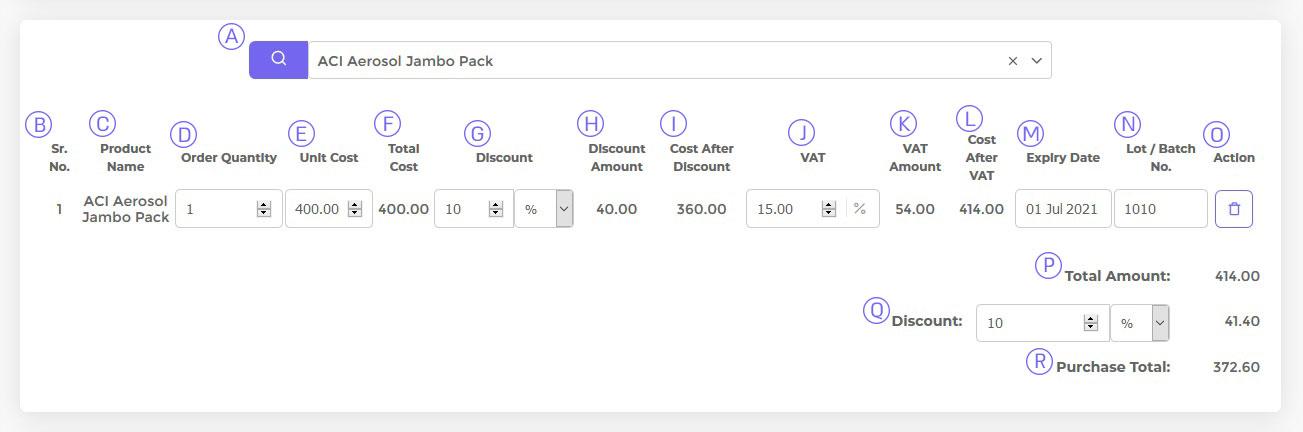 A
ACI Aerosol Jambo Pack
B C D E F G H I J K L M N O
Sr. No. Product Name Order Quantity Unit Cost Total Cost Discount Discount Amount Cost After Discount VAT VAT Amount Cost After VAT Expiry Date Lot / Batch No. Action
1 ACI Aerosol Jambo Pack 1 400.00 400.00 10 % 40.00 360.00 15.00 % 54.00 414.00 01 Jul 2021 1010
P Total Amount: 414.00
Q Discount: 10 % 41.40
R Purchase Total: 372.60